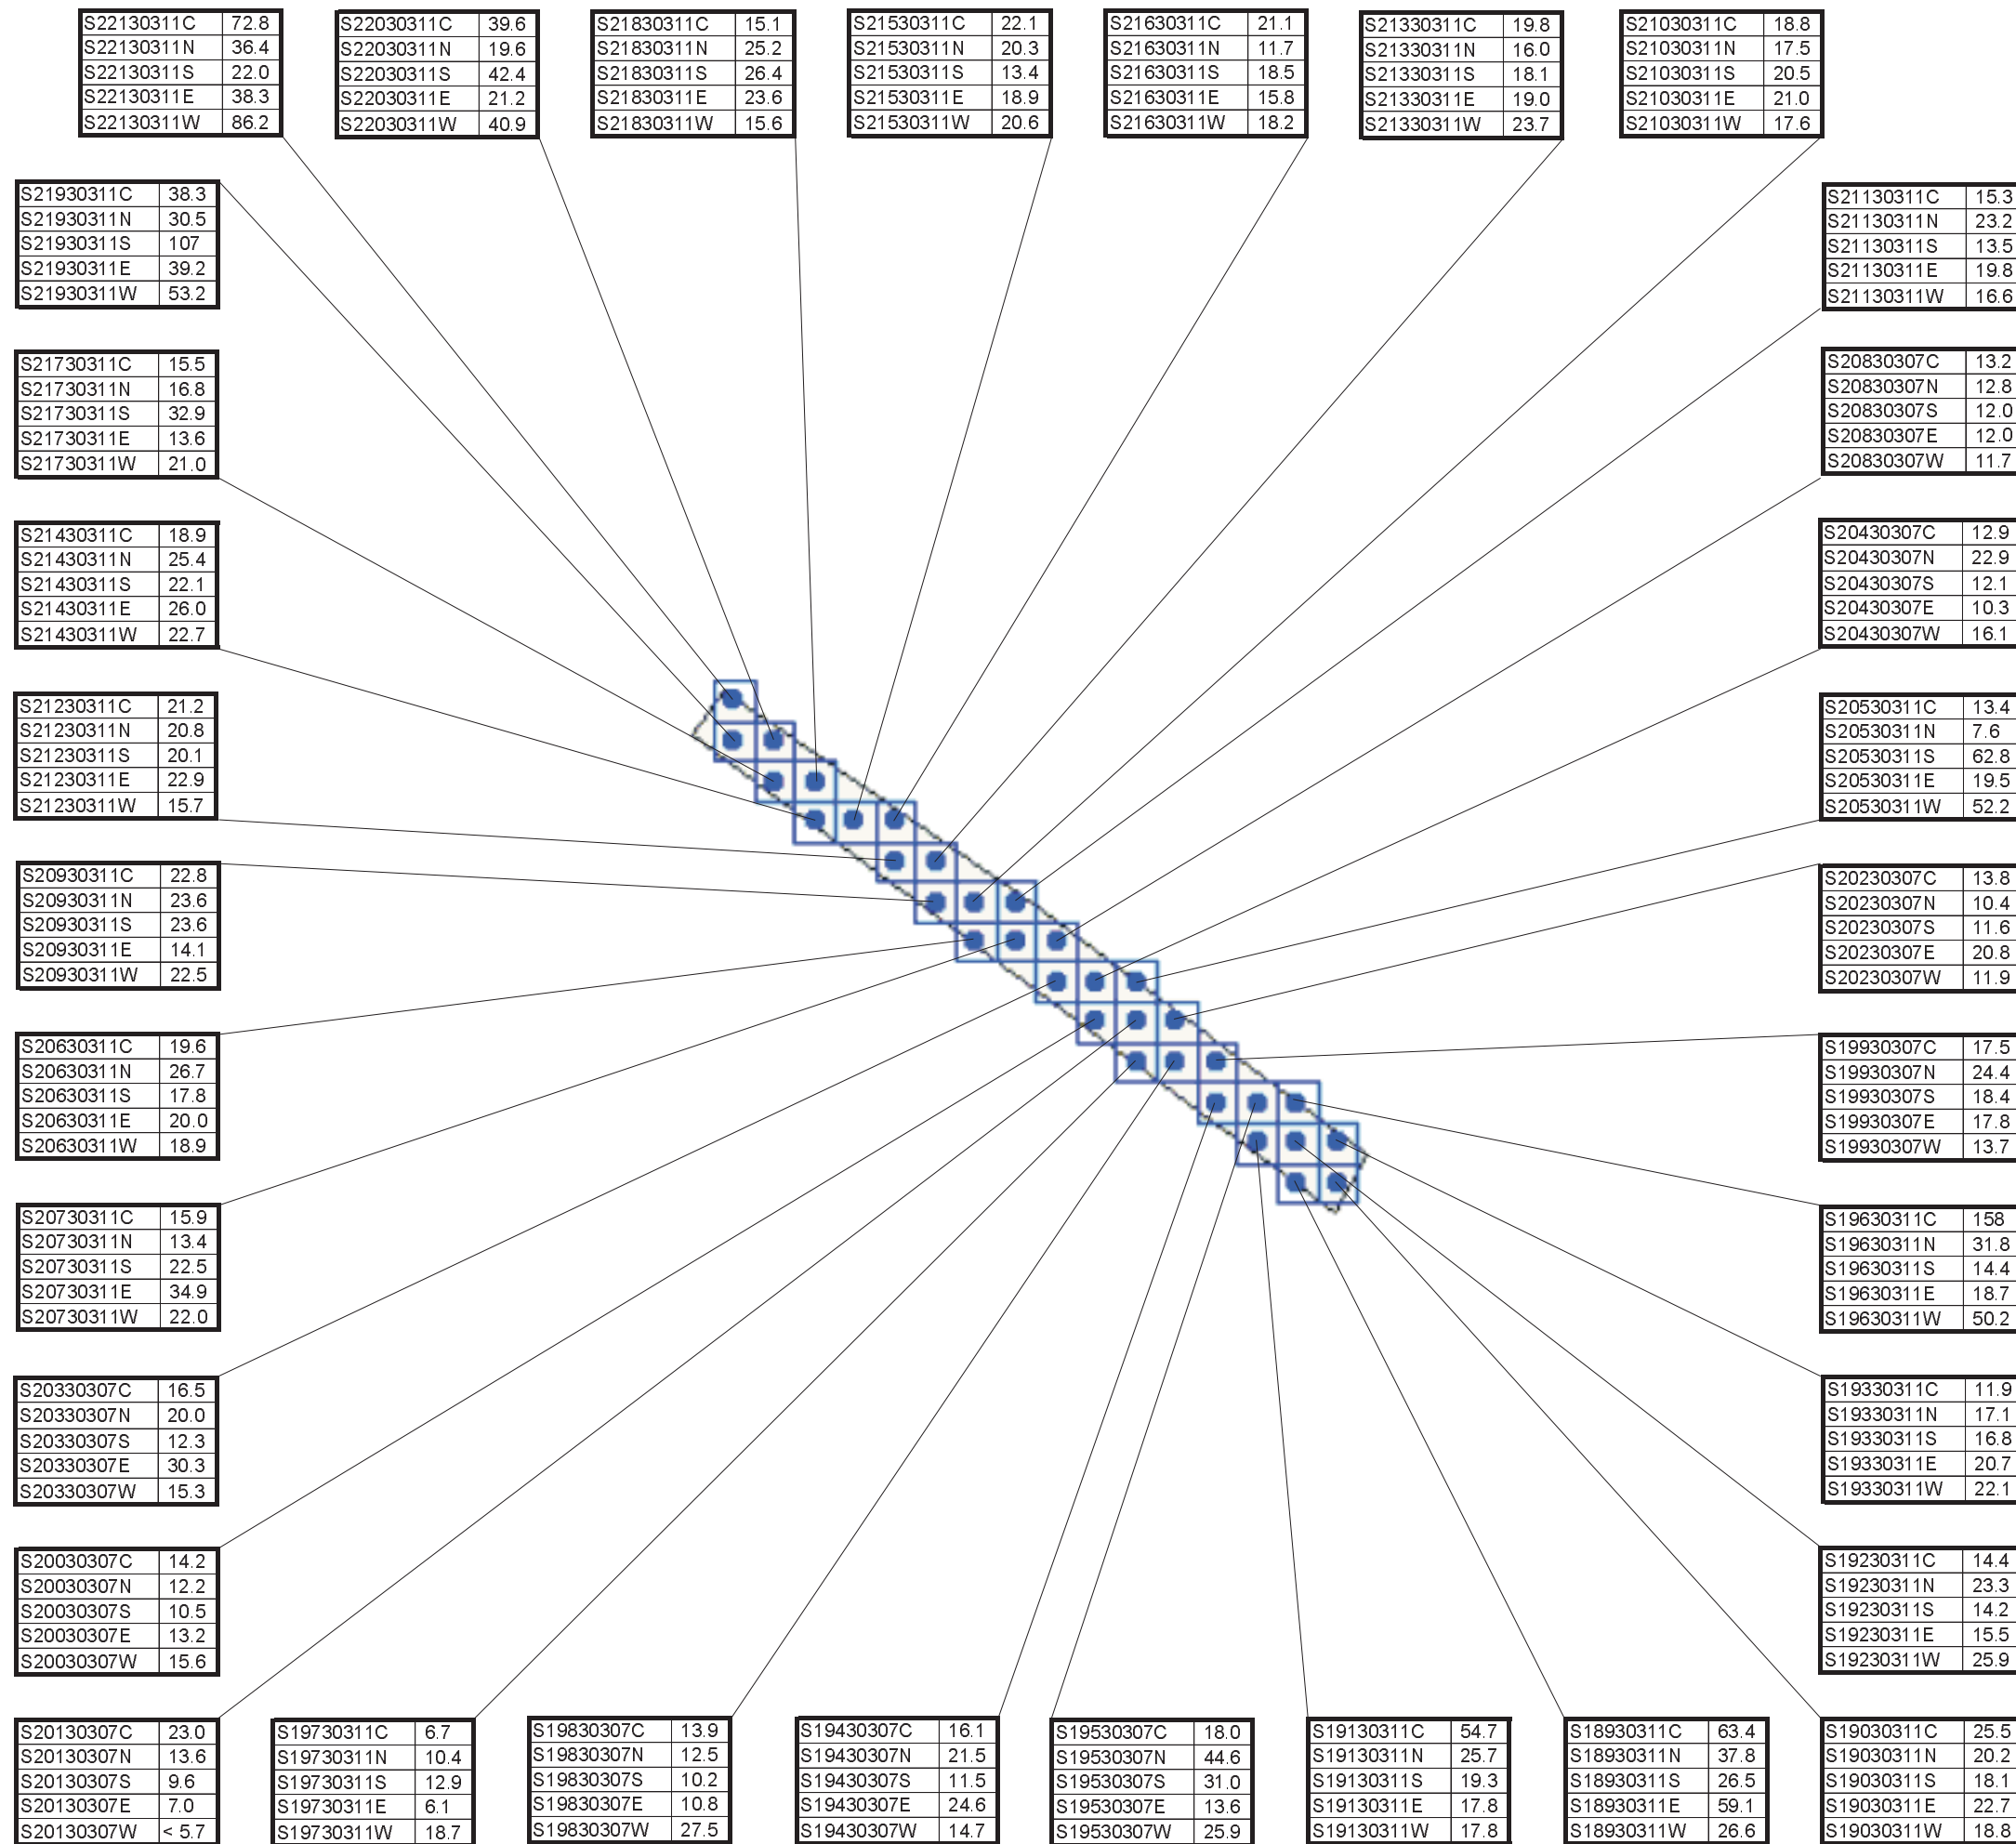 S22130311C 72.8
S22130311N 36.4
S22130311S 22.0
S22130311E 38.3
S22130311W 86.2
S22030311C 39.6
S22030311N 19.6
S22030311S 42.4
S22030311E 21.2
S22030311W 40.9
S21830311C 15.1
S21830311N 25.2
S21830311S 26.4
S21830311E 23.6
S21830311W 15.6
S21530311C 22.1
S21530311N 20.3
S21530311S 13.4
S21530311E 18.9
S21530311W 20.6
S21630311C 21.1
S21630311N 11.7
S21630311S 18.5
S21630311E 15.8
S21630311W 18.2
S21330311C 19.8
S21330311N 16.0
S21330311S 18.1
S21330311E 19.0
S21330311W 23.7
S21030311C 18.8
S21030311N 17.5
S21030311S 20.5
S21030311E 21.0
S21030311W 17.6
S21930311C 38.3
S21930311N 30.5
S21930311S 107
S21930311E 39.2
S21930311W 53.2
S21130311C 15.3
S21130311N 23.2
S21130311S 13.5
S21130311E 19.8
S21130311W 16.6
S21730311C 15.5
S21730311N 16.8
S21730311S 32.9
S21730311E 13.6
S21730311W 21.0
S20830307C 13.2
S20830307N 12.8
S20830307S 12.0
S20830307E 12.0
S20830307W 11.7
S21430311C 18.9
S21430311N 25.4
S21430311S 22.1
S21430311E 26.0
S21430311W 22.7
S20430307C 12.9
S20430307N 22.9
S20430307S 12.1
S20430307E 10.3
S20430307W 16.1
S21230311C 21.2
S21230311N 20.8
S21230311S 20.1
S21230311E 22.9
S21230311W 15.7
S20530311C 13.4
S20530311N 7.6
S20530311S 62.8
S20530311E 19.5
S20530311W 52.2
S20930311C 22.8
S20930311N 23.6
S20930311S 23.6
S20930311E 14.1
S20930311W 22.5
S20230307C 13.8
S20230307N 10.4
S20230307S 11.6
S20230307E 20.8
S20230307W 11.9
S20630311C 19.6
S20630311N 26.7
S20630311S 17.8
S20630311E 20.0
S20630311W 18.9
S19930307C 17.5
S19930307N 24.4
S19930307S 18.4
S19930307E 17.8
S19930307W 13.7
S20730311C 15.9
S20730311N 13.4
S20730311S 22.5
S20730311E 34.9
S20730311W 22.0
S19630311C 158
S19630311N 31.8
S19630311S 14.4
S19630311E 18.7
S19630311W 50.2
S20330307C 16.5
S20330307N 20.0
S20330307S 12.3
S20330307E 30.3
S20330307W 15.3
S19330311C 11.9
S19330311N 17.1
S19330311S 16.8
S19330311E 20.7
S19330311W 22.1
S20030307C 14.2
S20030307N 12.2
S20030307S 10.5
S20030307E 13.2
S20030307W 15.6
S19230311C 14.4
S19230311N 23.3
S19230311S 14.2
S19230311E 15.5
S19230311W 25.9
S20130307C 23.0
S20130307N 13.6
S20130307S 9.6
S20130307E 7.0
S20130307W < 5.7
S19730311C 6.7
S19730311N 10.4
S19730311S 12.9
S19730311E 6.1
S19730311W 18.7
S19830307C 13.9
S19830307N 12.5
S19830307S 10.2
S19830307E 10.8
S19830307W 27.5
S19430307C 16.1
S19430307N 21.5
S19430307S 11.5
S19430307E 24.6
S19430307W 14.7
S19530307C 18.0
S19530307N 44.6
S19530307S 31.0
S19530307E 13.6
S19530307W 25.9
S19130311C 54.7
S19130311N 25.7
S19130311S 19.3
S19130311E 17.8
S19130311W 17.8
S18930311C 63.4
S18930311N 37.8
S18930311S 26.5
S18930311E 59.1
S18930311W 26.6
S19030311C 25.5
S19030311N 20.2
S19030311S 18.1
S19030311E 22.7
S19030311W 18.8